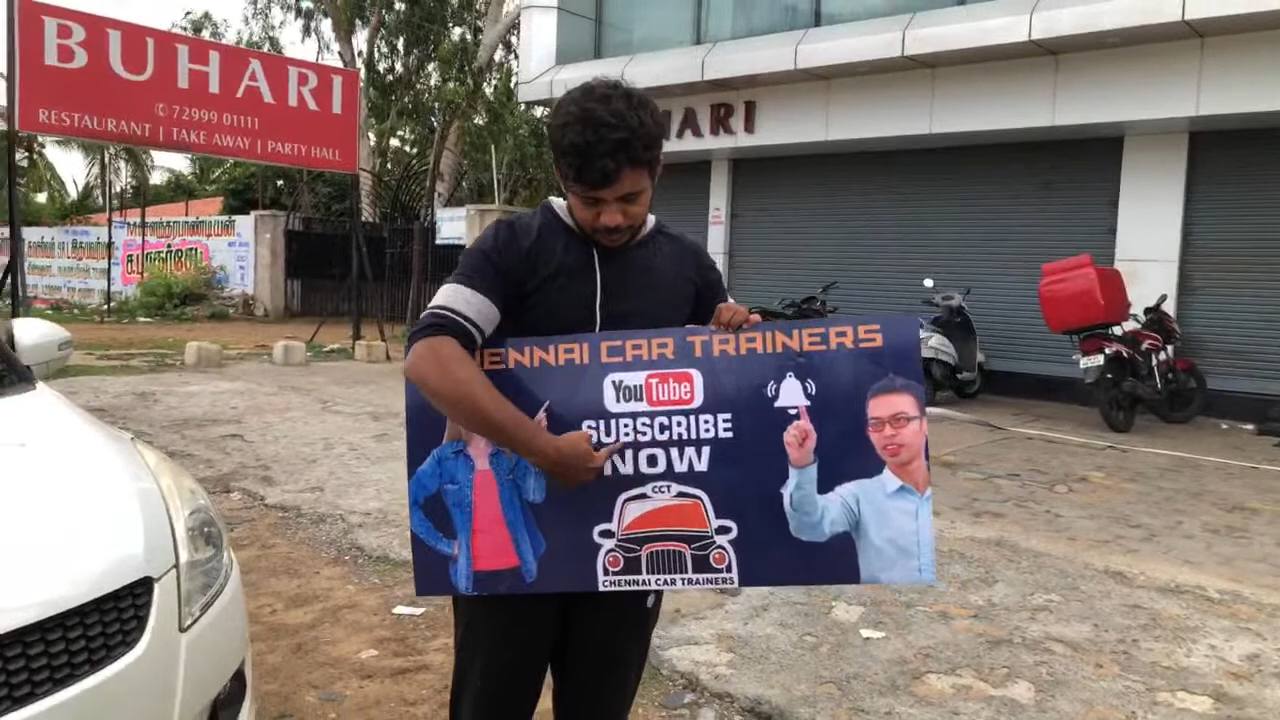 BUHARI
✆72999 01111
RESTAURANT | TAKE AWAY | PARTY HALL
HARI
HENNAI CAR TRAINERS
YouTube
SUBSCRIBE
NOW
CCT
CHENNAI CAR TRAINERS